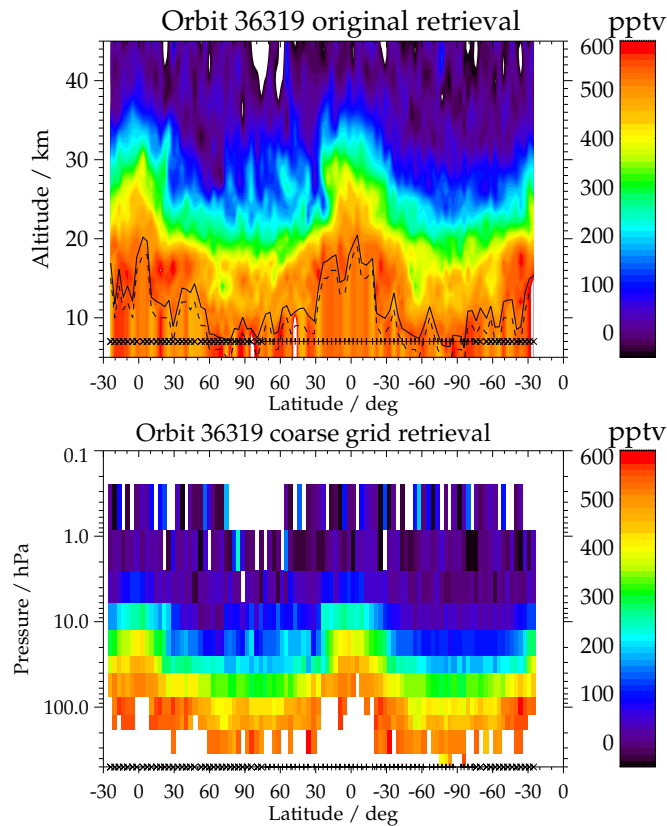 Orbit 36319 original retrieval
pptv
Altitude / km
40
30
20
10
600
500
400
300
200
100
0
-30 0 30 60 90 60 30 0 -30 -60 -90 -60 -30 0
Latitude / deg
Orbit 36319 coarse grid retrieval
pptv
Pressure / hPa
0.1
1.0
10.0
100.0
600
500
400
300
200
100
0
-30 0 30 60 90 60 30 0 -30 -60 -90 -60 -30 0
Latitude / deg